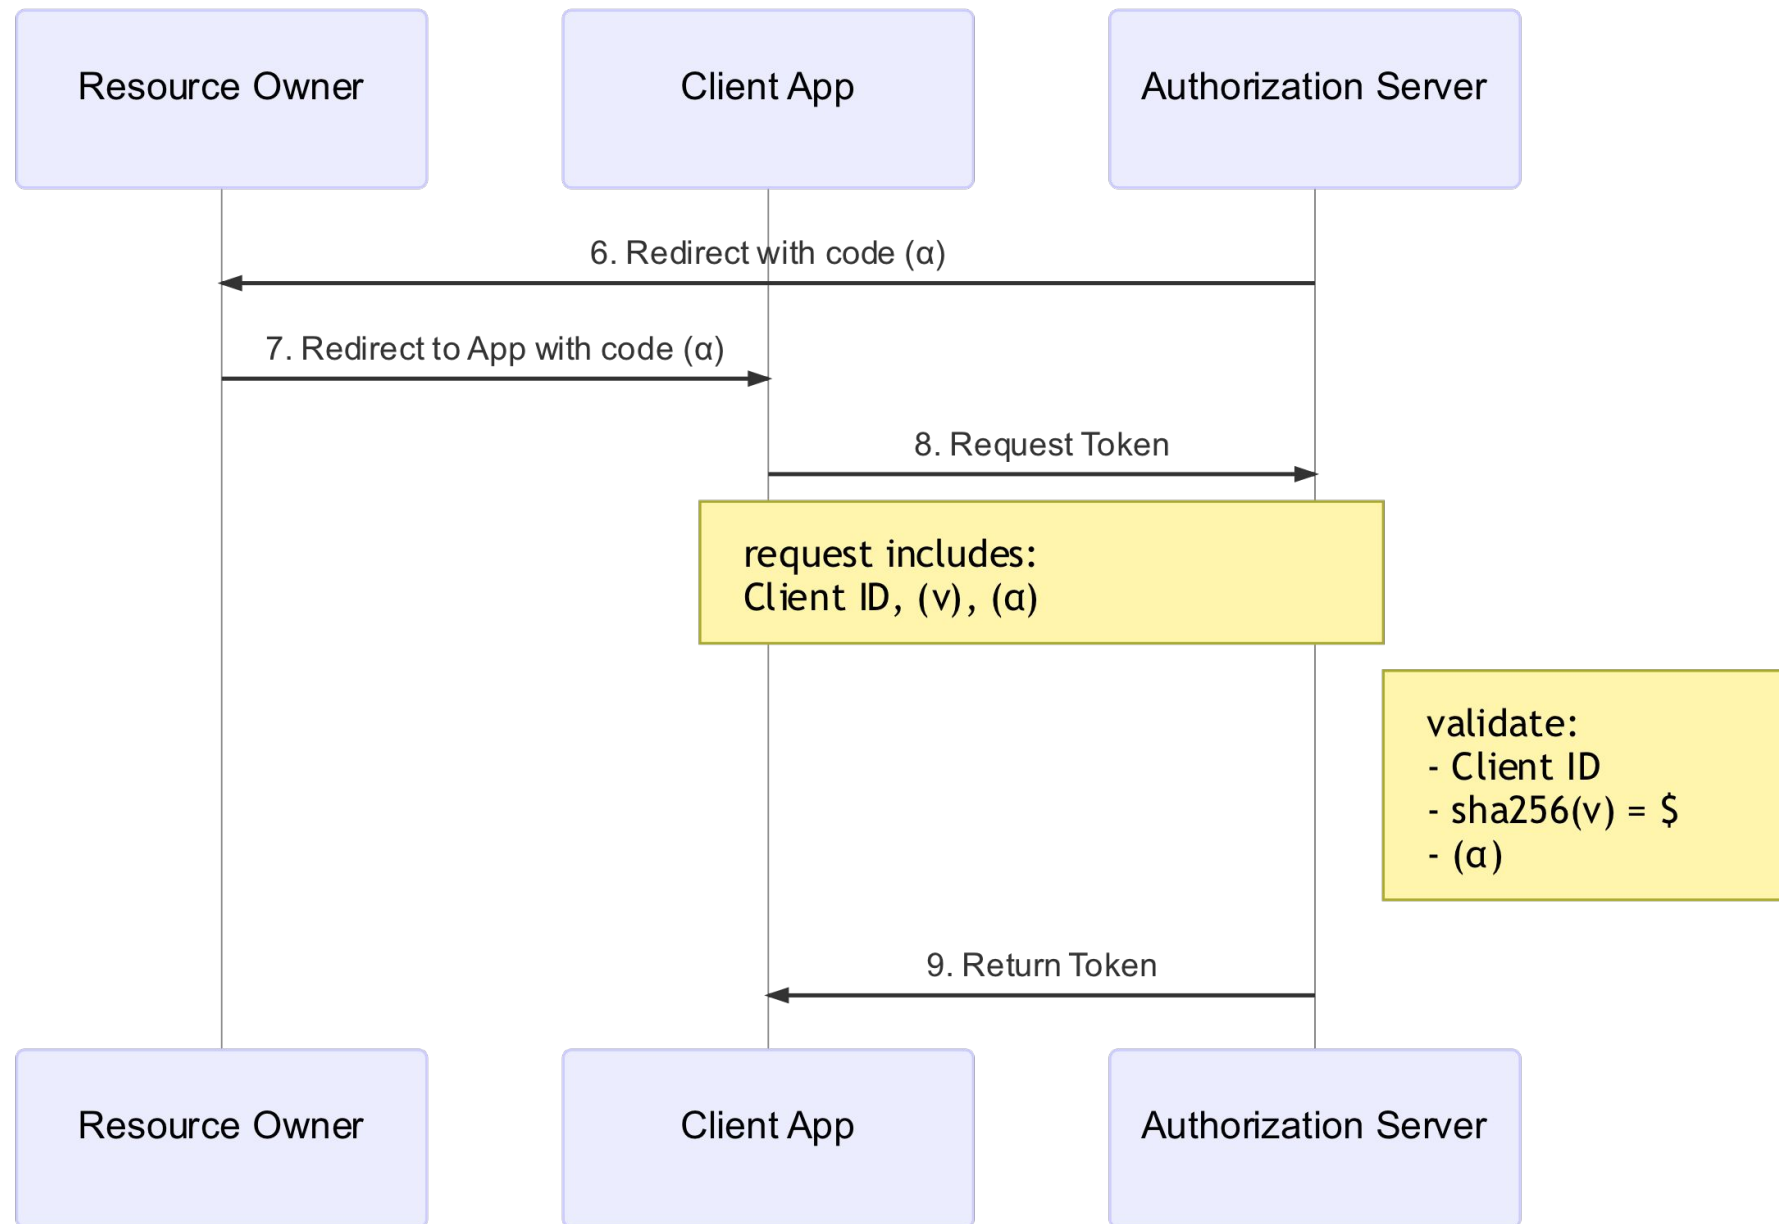 Resource Owner
Client App
Authorization Server
6. Redirect with code (α)
7. Redirect to App with code (α)
8. Request Token
request includes:
Client ID, (v), (α)
validate:
- Client ID
- sha256(v) = $
- (α)
9. Return Token
Resource Owner
Client App
Authorization Server